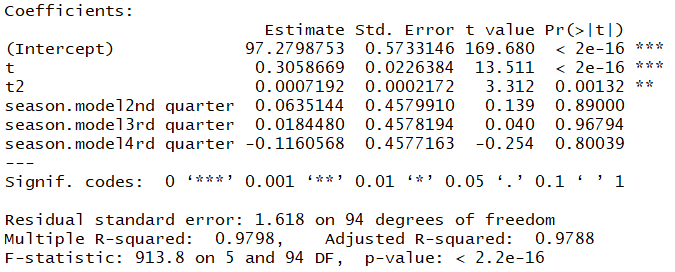 Coefficients:
Estimate Std. Error t value Pr(>|t|)
(Intercept) 97.2798753 0.5733146 169.680 < 2e-16 ***
t 0.3058669 0.0226384 13.511 < 2e-16 ***
t2 0.0007192 0.0002172 3.312 0.00132 **
season.model2nd quarter 0.0635144 0.4579910 0.139 0.89000
season.model3rd quarter 0.0184480 0.4578194 0.040 0.96794
season.model4rd quarter -0.1160568 0.4577163 -0.254 0.80039
---
Signif. codes: 0 ‘***’ 0.001 ‘**’ 0.01 ‘*’ 0.05 ‘.’ 0.1 ‘ ’ 1
Residual standard error: 1.618 on 94 degrees of freedom
Multiple R-squared: 0.9798, Adjusted R-squared: 0.9788
F-statistic: 913.8 on 5 and 94 DF, p-value: < 2.2e-16